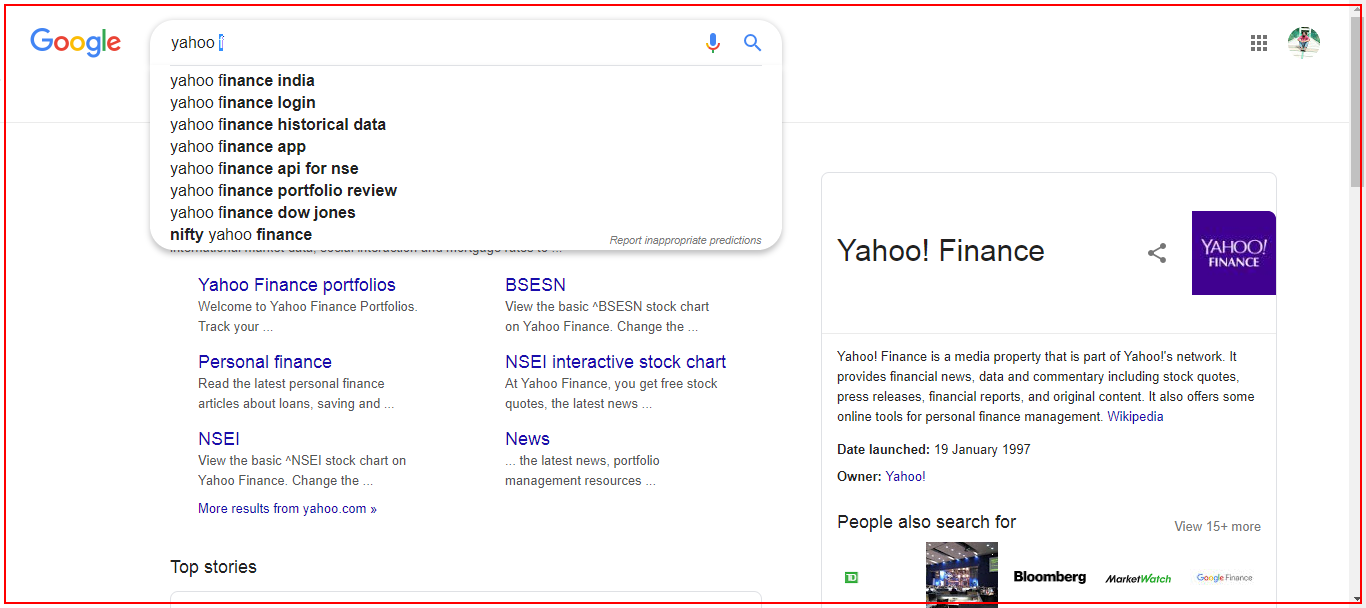 Google
yahoo f
yahoo finance india
yahoo finance login
yahoo finance historical data
yahoo finance app
yahoo finance api for nse
yahoo finance portfolio review
yahoo finance dow jones
nifty yahoo finance
Report inappropriate predictions
international market data, social interaction and mortgage rates to ...
Yahoo Finance portfolios
Welcome to Yahoo Finance Portfolios.
Track your ...
BSESN
View the basic ^BSESN stock chart
on Yahoo Finance. Change the ...
Personal finance
Read the latest personal finance
articles about loans, saving and ...
NSEI interactive stock chart
At Yahoo Finance, you get free stock
quotes, the latest news ...
NSEI
View the basic ^NSEI stock chart on
Yahoo Finance. Change the ...
News
... the latest news, portfolio
management resources ...
More results from yahoo.com »
Top stories
Yahoo! Finance
YAHOO!
FINANCE
Yahoo! Finance is a media property that is part of Yahoo!'s network. It
provides financial news, data and commentary including stock quotes,
press releases, financial reports, and original content. It also offers some
online tools for personal finance management. Wikipedia
Date launched: 19 January 1997
Owner: Yahoo!
People also search for
View 15+ more
TD
Bloomberg
MarketWatch
Google Finance